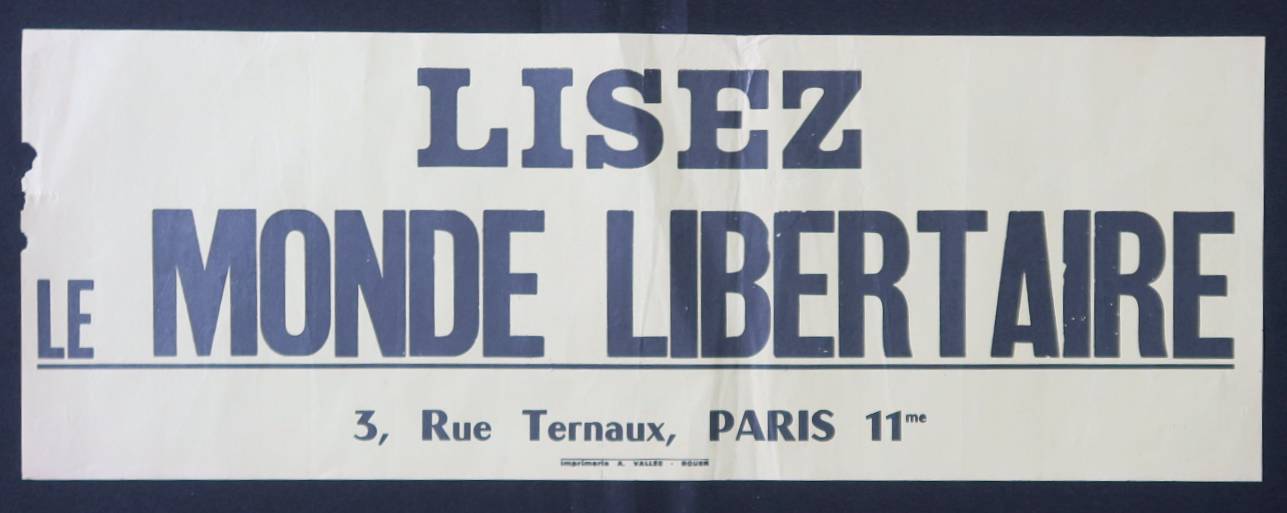 LISEZ
LE MONDE LIBERTAIRE
3, Rue Ternaux, PARIS 11me
imprimerie A. VALLÉE - ROUEN